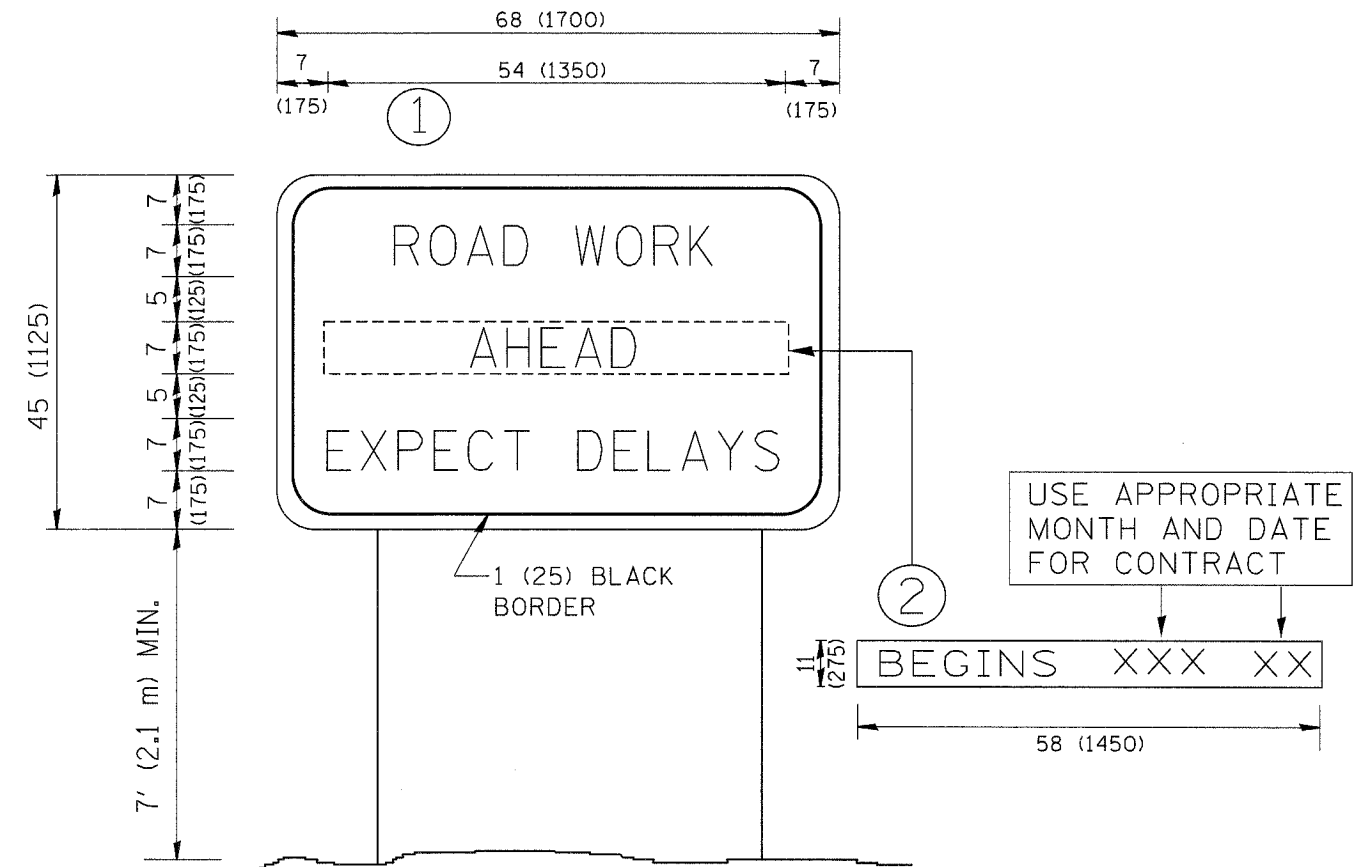 68 (1700)
7
54 (1350)
7
(175)
(175)
1
45 (1125)
7 (175)
7 (175)
5 (125)
7 (175)
5 (125)
7 (175)
7 (175)
ROAD WORK
AHEAD
EXPECT DELAYS
1 (25) BLACK
BORDER
7' (2.1 m) MIN.
USE APPROPRIATE
MONTH AND DATE
FOR CONTRACT
2
11
(275)
BEGINS XXX XX
58 (1450)